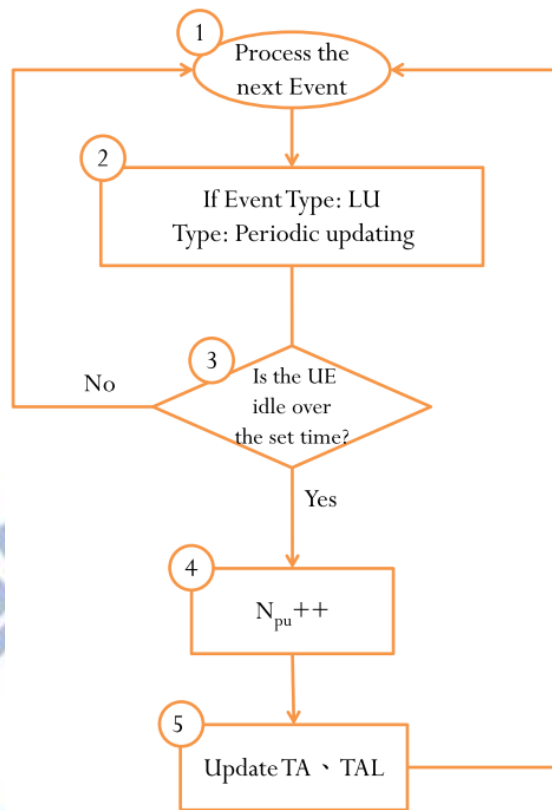 1
Process the
next Event
2
If Event Type: LU
Type: Periodic updating
3
Is the UE
idle over
the set time?
No
Yes
4
Npu++
5
Update TA、TAL